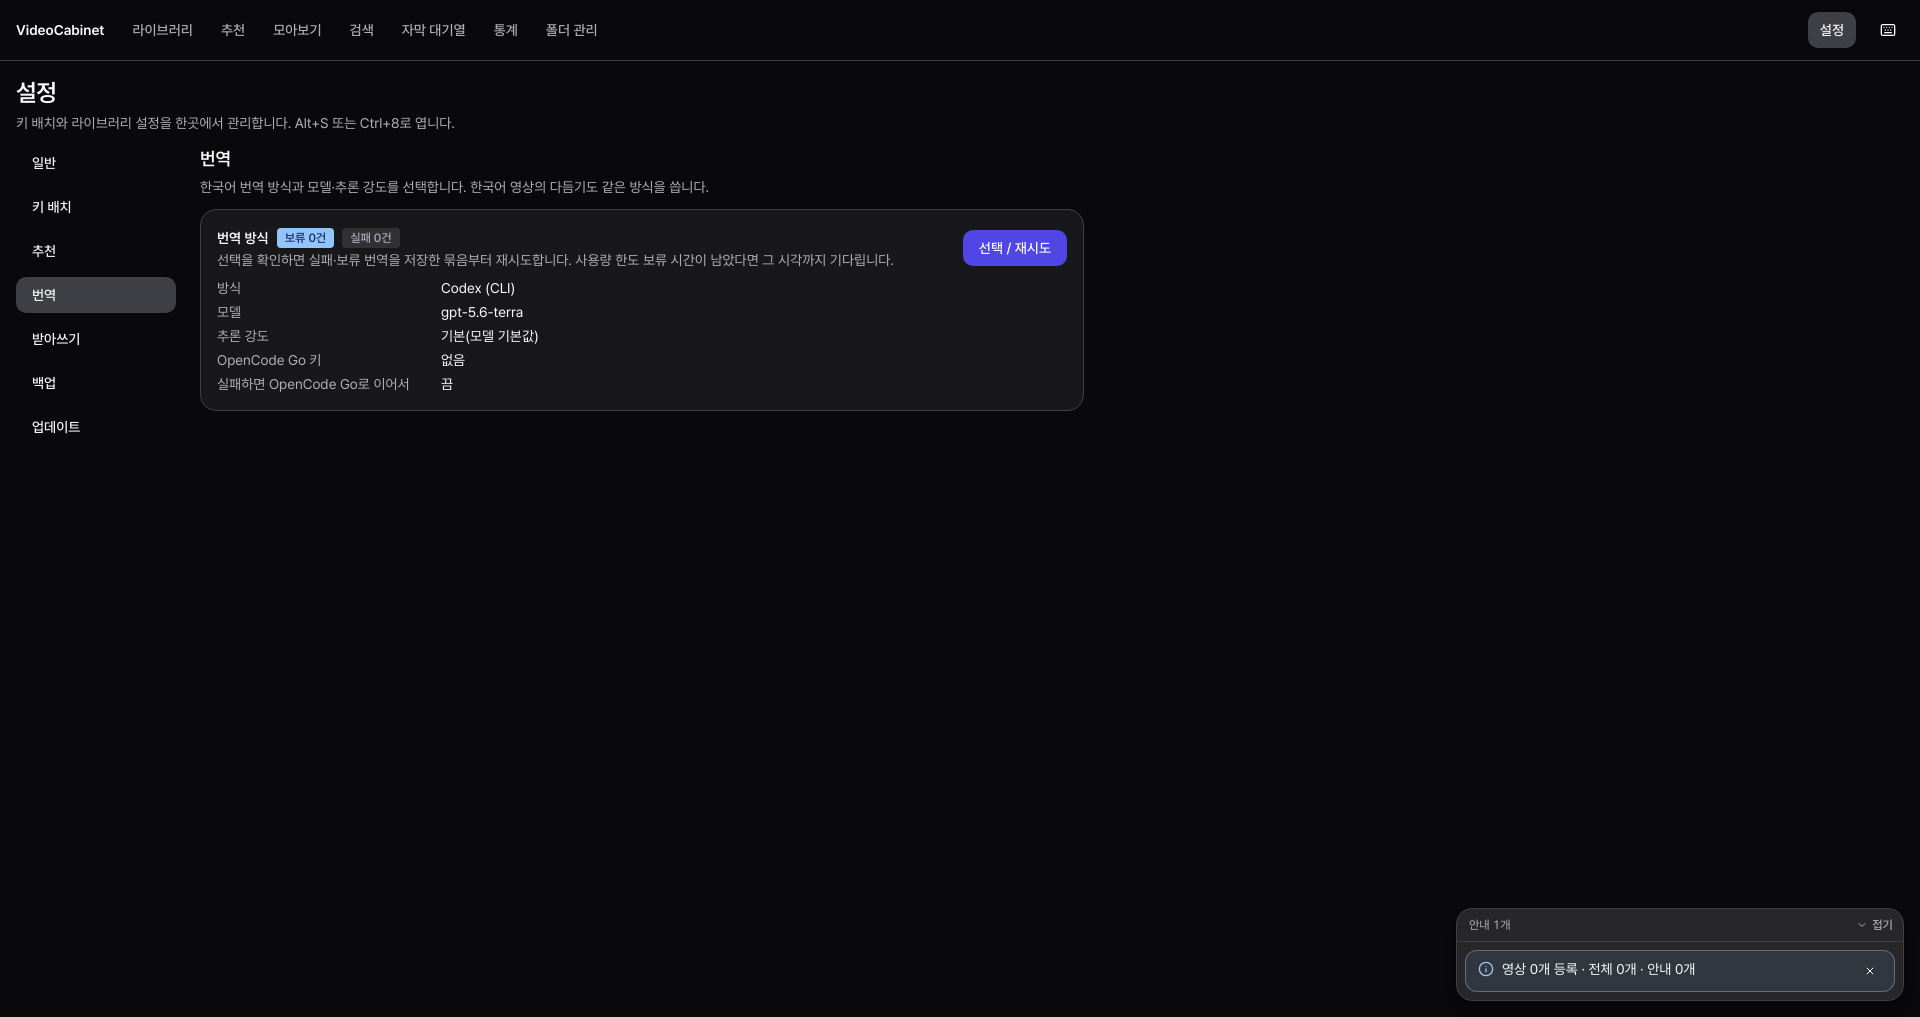 VideoCabinet 라이브러리 추천 모아보기 검색 자막 대기열 통계 폴더 관리 설정
설정
키 배치와 라이브러리 설정을 한곳에서 관리합니다. Alt+S 또는 Ctrl+8로 엽니다.
일반
키 배치
추천
번역
받아쓰기
백업
업데이트
번역
한국어 번역 방식과 모델·추론 강도를 선택합니다. 한국어 영상의 다듬기도 같은 방식을 씁니다.
번역 방식 보류 0건 실패 0건
선택을 확인하면 실패·보류 번역을 저장한 묶음부터 재시도합니다. 사용량 한도 보류 시간이 남았다면 그 시각까지 기다립니다.
선택 / 재시도
방식 Codex (CLI)
모델 gpt-5.6-terra
추론 강도 기본(모델 기본값)
OpenCode Go 키 없음
실패하면 OpenCode Go로 이어서 끔
안내 1개 접기
영상 0개 등록 · 전체 0개 · 안내 0개